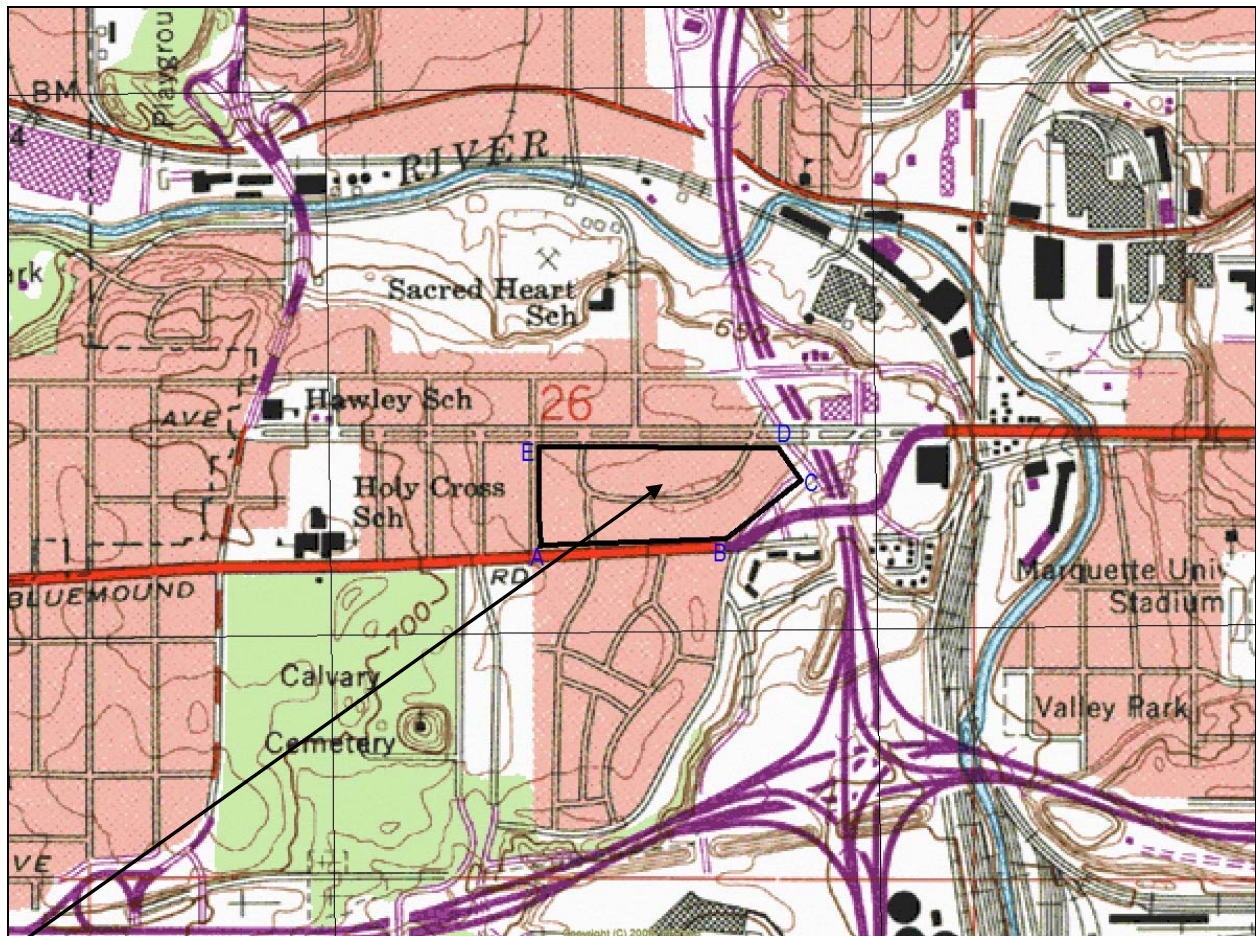 Playgrou
BM
4
RIVER
ark
Sacred Heart
Sch
650
Hawley Sch
26
AVE
D
E
C
Holy Cross
Sch
A
B
RD
BLUEMOUND
Marquette Univ
Stadium
700
Calvary
Cemetery
Valley Park
VE